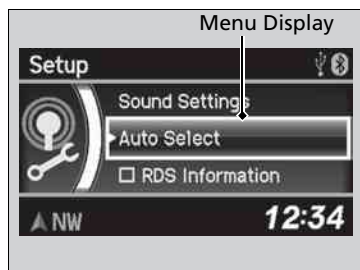 Menu Display
Setup
Sound Settings
Auto Select
RDS Information
NW
12:34